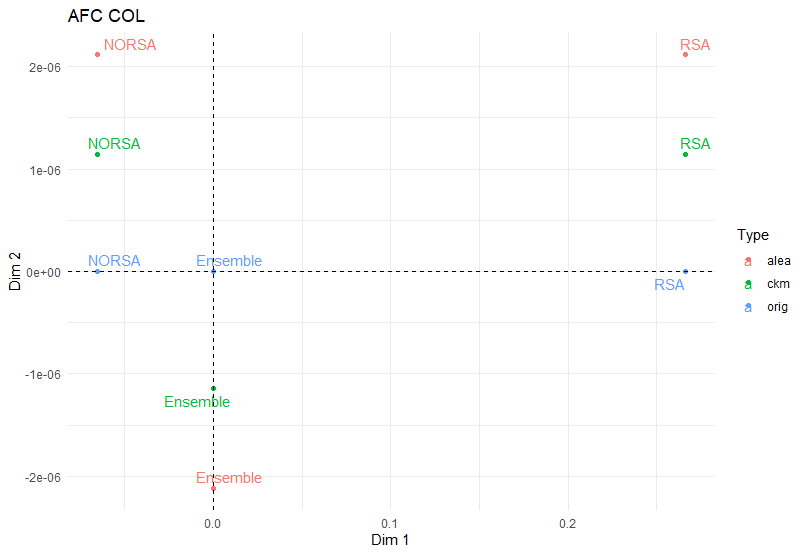 AFC COL
NORSA
RSA
2e-06
NORSA
RSA
1e-06
Type
alea
NORSA
Ensemble
Dim 2
0e+00
ckm
RSA
orig
-1e-06
Ensemble
Ensemble
-2e-06
0.0
0.1
0.2
Dim 1